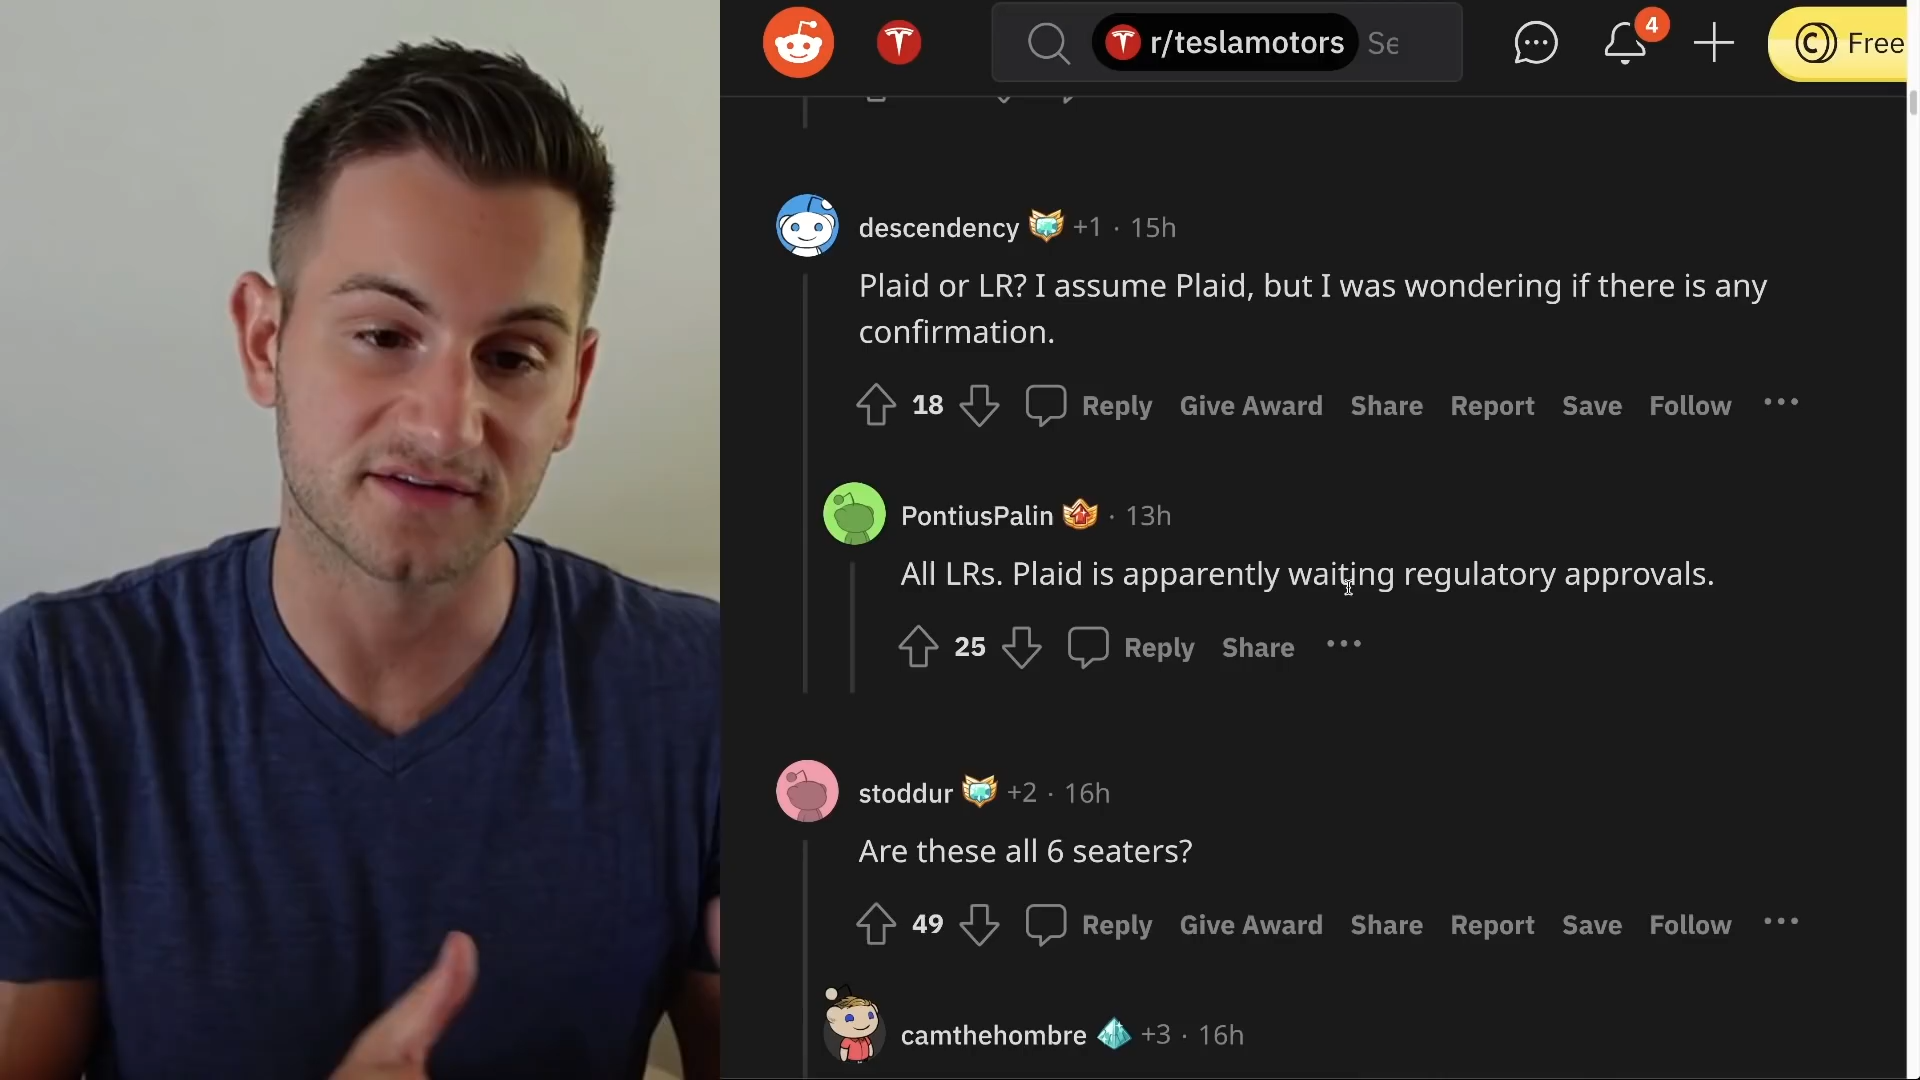 r/teslamotors Se
4
Free
descendency +1 · 15h
Plaid or LR? I assume Plaid, but I was wondering if there is any
confirmation.
18 Reply Give Award Share Report Save Follow ...
PontiusPalin · 13h
All LRs. Plaid is apparently waiting regulatory approvals.
25 Reply Share ...
stoddur +2 · 16h
Are these all 6 seaters?
49 Reply Give Award Share Report Save Follow ...
camthehombre +3 · 16h